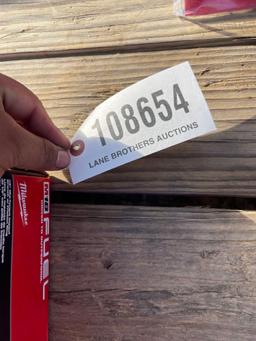 108654
LANE BROTHERS AUCTIONS
Milwaukee
M18 FUEL